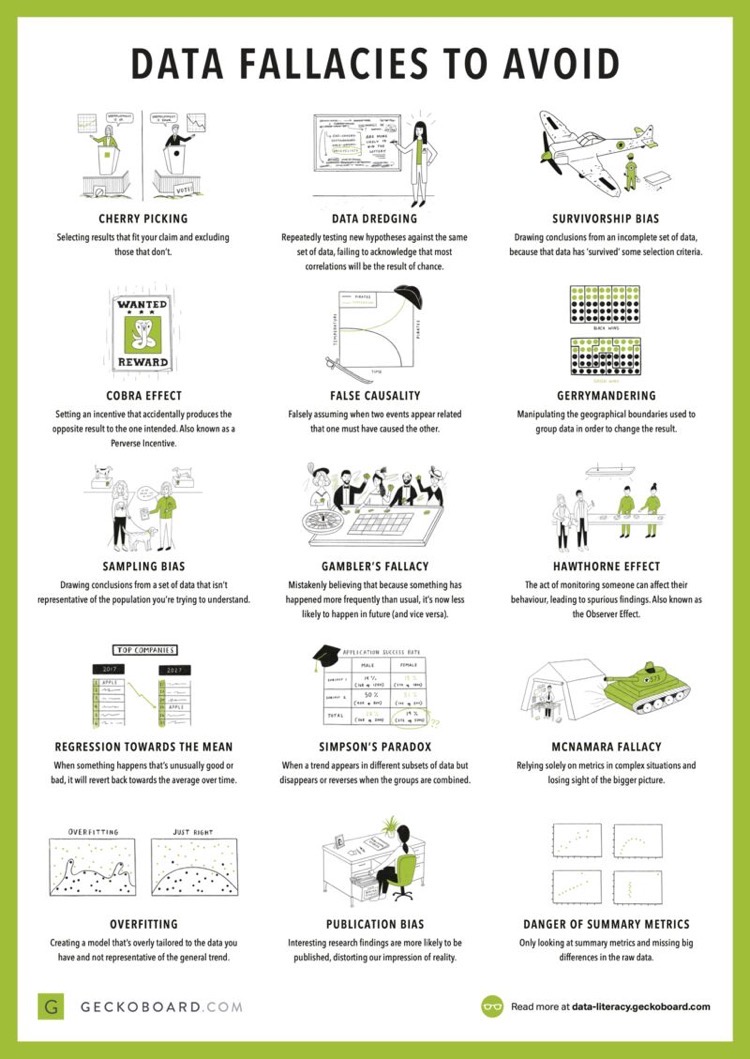 DATA FALLACIES TO AVOID
CHERRY PICKING
Selecting results that fit your claim and excluding
those that don't.
DATA DREDGING
Repeatedly testing new hypotheses against the same
set of data, failing to acknowledge that most
correlations will be the result of chance.
SURVIVORSHIP BIAS
Drawing conclusions from an incomplete set of data,
because that data has 'survived' some selection criteria.
WANTED
REWARD
COBRA EFFECT
Setting an incentive that accidentally produces the
opposite result to the one intended. Also known as a
Perverse Incentive.
PIRATES
TEMPERATURE
PIRATES
TIME
FALSE CAUSALITY
Falsely assuming when two events appear related
that one must have caused the other.
BLACK WINS
GREEN WINS
GERRYMANDERING
Manipulating the geographical boundaries used to
group data in order to change the result.
SAMPLING BIAS
Drawing conclusions from a set of data that isn't
representative of the population you're trying to understand.
GAMBLER'S FALLACY
Mistakenly believing that because something has
happened more frequently than usual, it's now less
likely to happen in future (and vice versa).
HAWTHORNE EFFECT
The act of monitoring someone can affect their
behaviour, leading to spurious findings. Also known as
the Observer Effect.
TOP COMPANIES
2017
2027
APPLE
APPLE
REGRESSION TOWARDS THE MEAN
When something happens that's unusually good or
bad, it will revert back towards the average over time.
APPLICATION SUCCESS RATE
MALE FEMALE
SUBJECT 1
SUBJECT 2 50 %
TOTAL 19 %
??
SIMPSON'S PARADOX
When a trend appears in different subsets of data but
disappears or reverses when the groups are combined.
573
MCNAMARA FALLACY
Relying solely on metrics in complex situations and
losing sight of the bigger picture.
OVERFITTING
JUST RIGHT
OVERFITTING
Creating a model that's overly tailored to the data you
have and not representative of the general trend.
PUBLICATION BIAS
Interesting research findings are more likely to be
published, distorting our impression of reality.
DANGER OF SUMMARY METRICS
Only looking at summary metrics and missing big
differences in the raw data.
G GECKOBOARD.COM
Read more at data-literacy.geckoboard.com